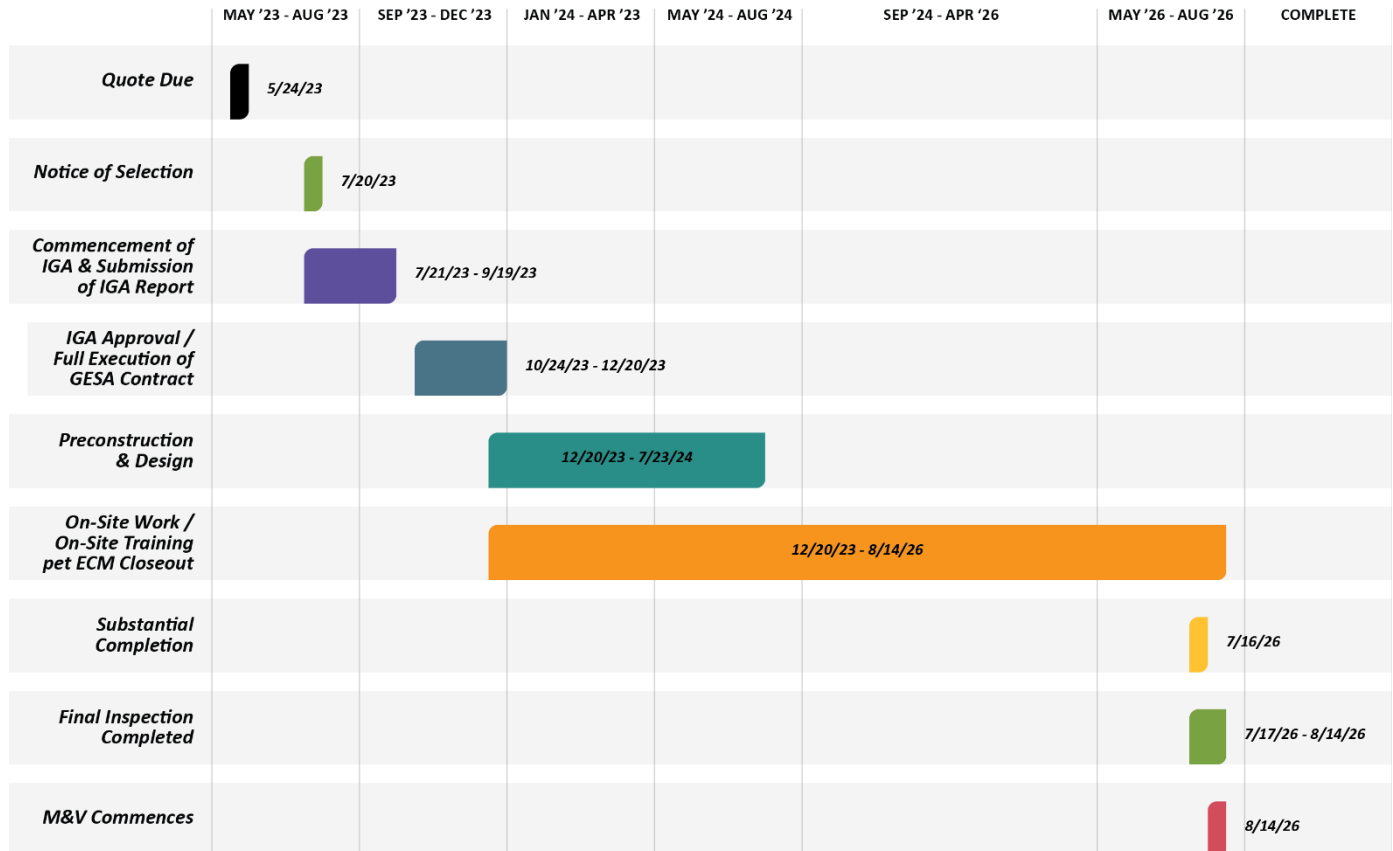 MAY ’23 - AUG ’23
SEP ’23 - DEC ’23
JAN ’24 - APR ’23
MAY ’24 - AUG ’24
SEP ’24 - APR ‘26
MAY ’26 - AUG ’26
COMPLETE
Quote Due
5/24/23
Notice of Selection
7/20/23
Commencement of
IGA & Submission
of IGA Report
7/21/23 - 9/19/23
IGA Approval /
Full Execution of
GESA Contract
10/24/23 - 12/20/23
Preconstruction
& Design
12/20/23 - 7/23/24
On-Site Work /
On-Site Training
pet ECM Closeout
12/20/23 - 8/14/26
Substantial
Completion
7/16/26
Final Inspection
Completed
7/17/26 - 8/14/26
M&V Commences
8/14/26